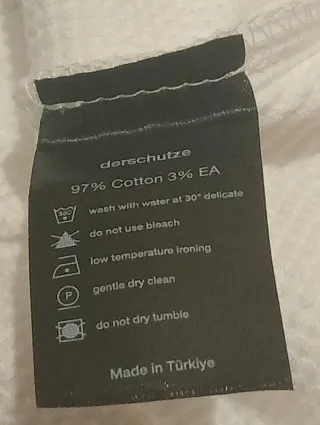 derschutze
97% Cotton 3% EA
30C
wash with water at 30° delicate
do not use bleach
low temperature ironing
P
gentle dry clean
do not dry tumble
Made in Türkiye